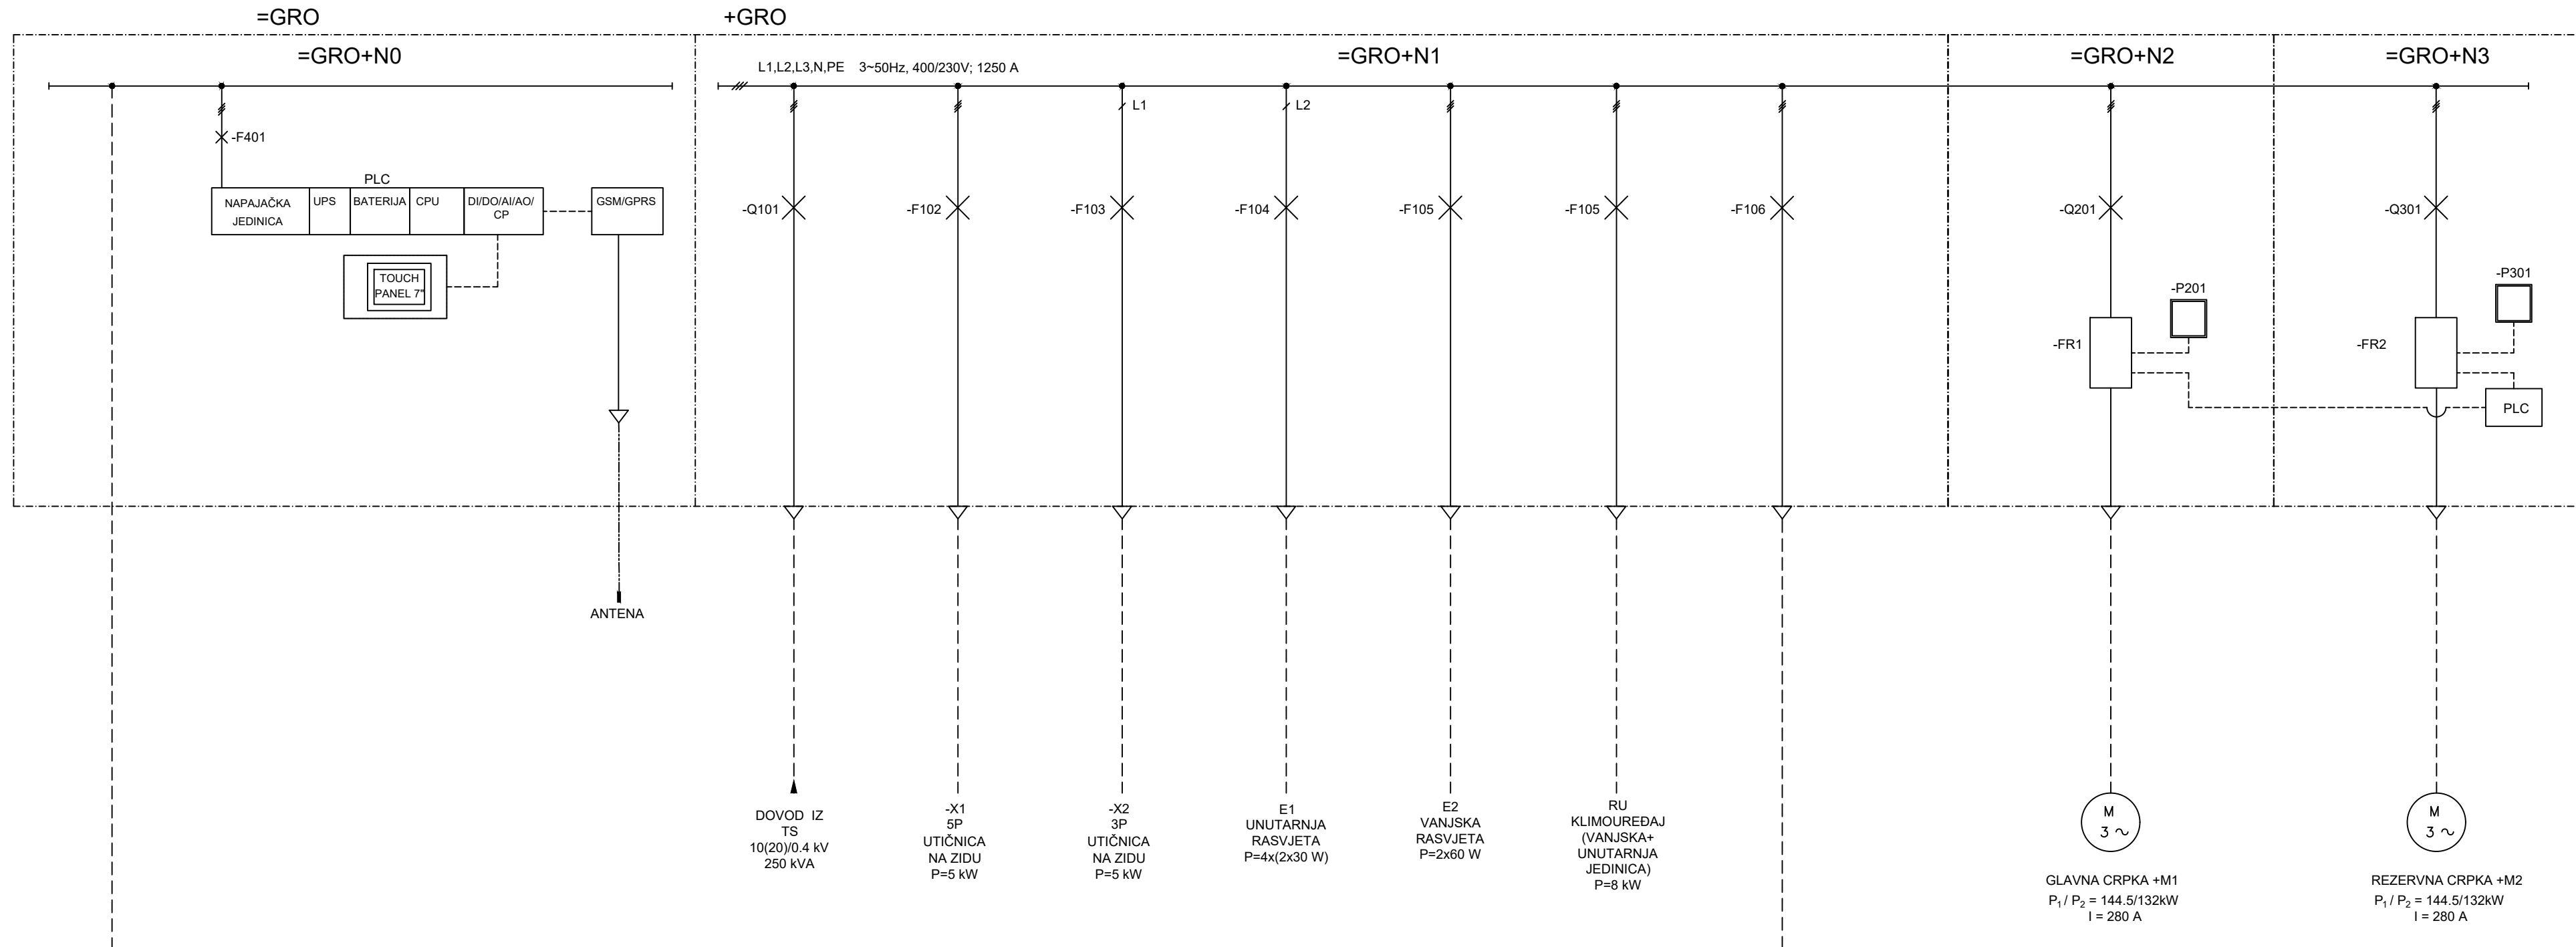 =GRO
+GRO
=GRO+N0
=GRO+N1
=GRO+N2
=GRO+N3
L1,L2,L3,N,PE 3~50Hz, 400/230V; 1250 A
L1
L2
-F401
PLC
NAPAJAČKA
JEDINICA
UPS
BATERIJA
CPU
DI/DO/AI/AO/
CP
GSM/GPRS
TOUCH
PANEL 7"
ANTENA
-Q101
-F102
-F103
-F104
-F105
-F105
-F106
-Q201
-Q301
-P201
-P301
-FR1
-FR2
PLC
DOVOD IZ
TS
10(20)/0.4 kV
250 kVA
-X1
5P
UTIČNICA
NA ZIDU
P=5 kW
-X2
3P
UTIČNICA
NA ZIDU
P=5 kW
E1
UNUTARNJA
RASVJETA
P=4x(2x30 W)
E2
VANJSKA
RASVJETA
P=2x60 W
RU
KLIMOUREĐAJ
(VANJSKA+
UNUTARNJA
JEDINICA)
P=8 kW
M
3 ~
GLAVNA CRPKA +M1
P₁ / P₂ = 144.5/132kW
I = 280 A
M
3 ~
REZERVNA CRPKA +M2
P₁ / P₂ = 144.5/132kW
I = 280 A